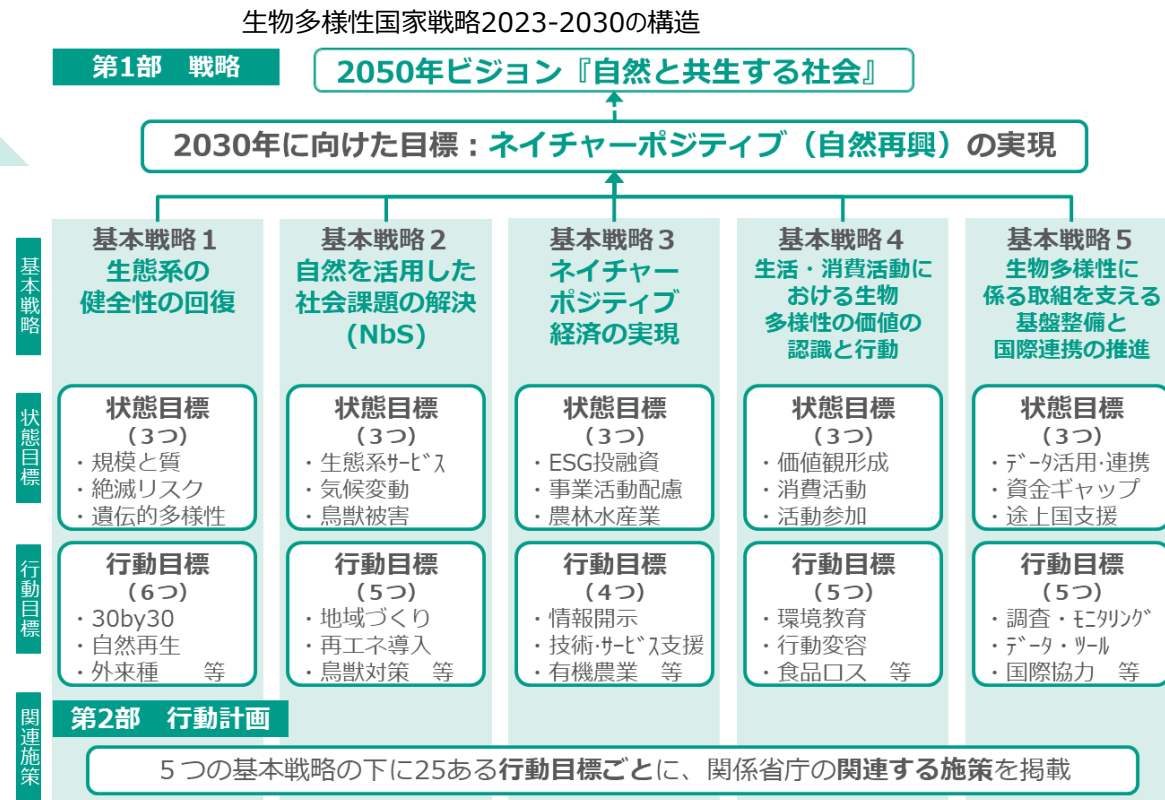 生物多様性国家戦略2023-2030の構造
第1部　戦略
2050年ビジョン『自然と共生する社会』
2030年に向けた目標：ネイチャーポジティブ（自然再興）の実現
基本戦略
基本戦略１
生態系の
健全性の回復
基本戦略２
自然を活用した
社会課題の解決
(NbS)
基本戦略３
ネイチャー
ポジティブ
経済の実現
基本戦略４
生活・消費活動に
おける生物
多様性の価値の
認識と行動
基本戦略５
生物多様性に
係る取組を支える
基盤整備と
国際連携の推進
状態目標
状態目標
（３つ）
・規模と質
・絶滅リスク
・遺伝的多様性
状態目標
（３つ）
・生態系ｻｰﾋﾞｽ
・気候変動
・鳥獣被害
状態目標
（３つ）
・ESG投融資
・事業活動配慮
・農林水産業
状態目標
（３つ）
・価値観形成
・消費活動
・活動参加
状態目標
（３つ）
・ﾃﾞｰﾀ活用･連携
・資金ギャップ
・途上国支援
行動目標
行動目標
（６つ）
・30by30
・自然再生
・外来種　等
行動目標
（５つ）
・地域づくり
・再エネ導入
・鳥獣対策　等
行動目標
（４つ）
・情報開示
・技術･ｻｰﾋﾞｽ支援
・有機農業　等
行動目標
（５つ）
・環境教育
・行動変容
・食品ロス　等
行動目標
（５つ）
・調査・ﾓﾆﾀﾘﾝｸﾞ
・ﾃﾞｰﾀ・ﾂｰﾙ
・国際協力　等
関連施策
第2部　行動計画
５つの基本戦略の下に25ある行動目標ごとに、関係省庁の関連する施策を掲載